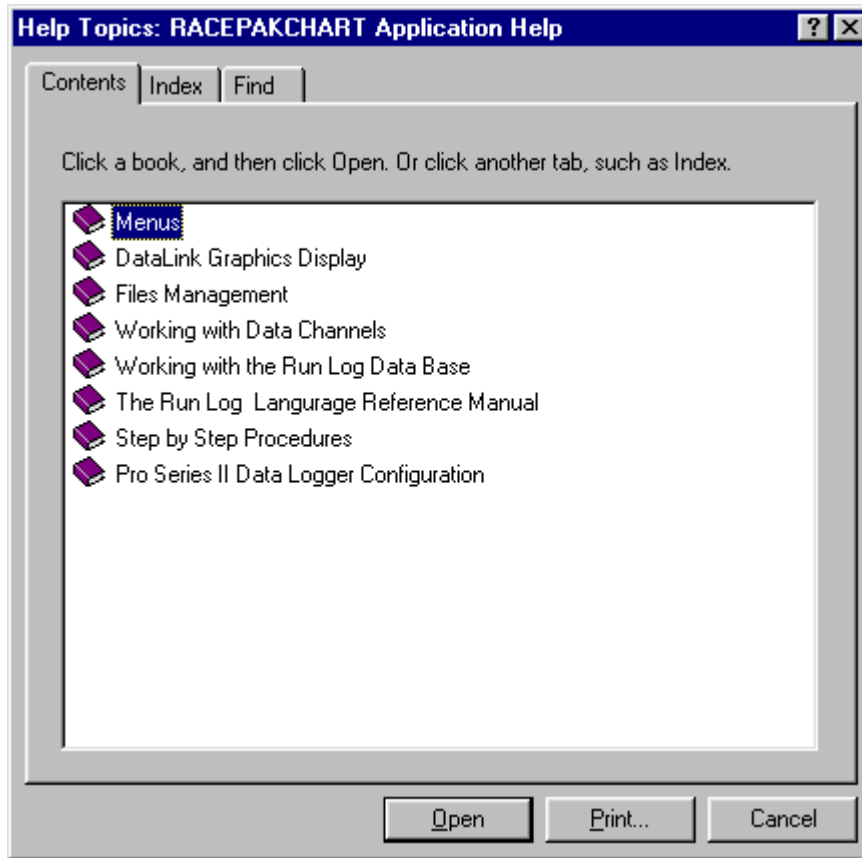 Help Topics: RACEPAKCHART Application Help
Contents Index Find
Click a book, and then click Open. Or click another tab, such as Index.
Menus
DataLink Graphics Display
Files Management
Working with Data Channels
Working with the Run Log Data Base
The Run Log Langurage Reference Manual
Step by Step Procedures
Pro Series II Data Logger Configuration
Open Print... Cancel